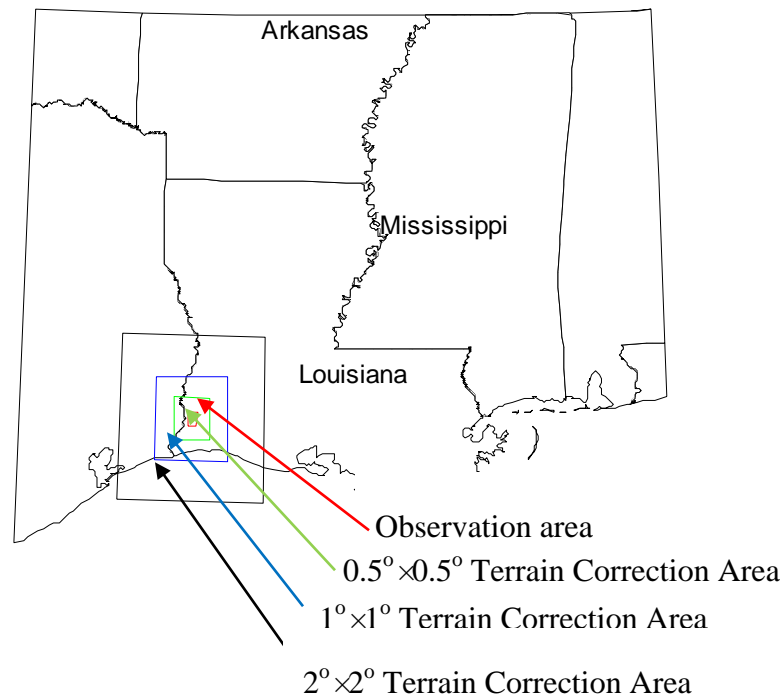 Arkansas
Mississippi
Louisiana
Observation area
0.5° × 0.5° Terrain Correction Area
1° × 1° Terrain Correction Area
2° × 2° Terrain Correction Area